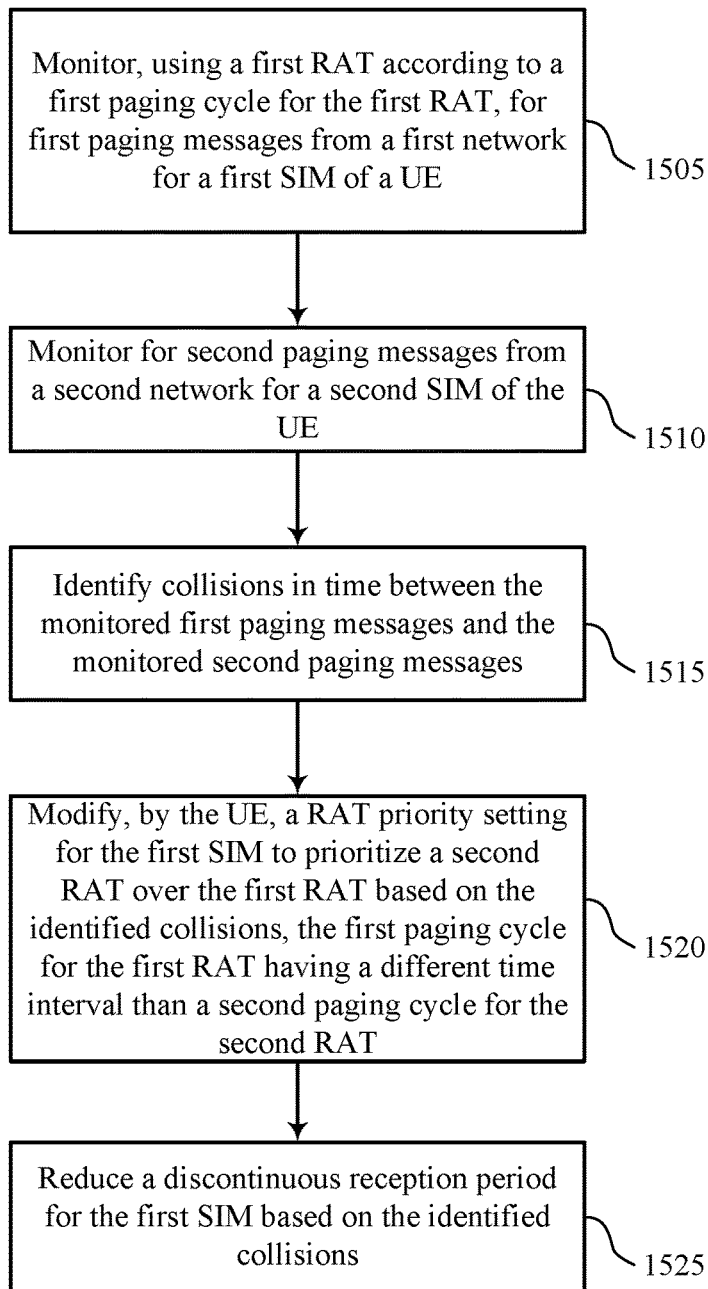 Monitor, using a first RAT according to a
first paging cycle for the first RAT, for
first paging messages from a first network
for a first SIM of a UE
1505
Monitor for second paging messages from
a second network for a second SIM of the
UE
1510
Identify collisions in time between the
monitored first paging messages and the
monitored second paging messages
1515
Modify, by the UE, a RAT priority setting
for the first SIM to prioritize a second
RAT over the first RAT based on the
identified collisions, the first paging cycle
for the first RAT having a different time
interval than a second paging cycle for the
second RAT
1520
Reduce a discontinuous reception period
for the first SIM based on the identified
collisions
1525